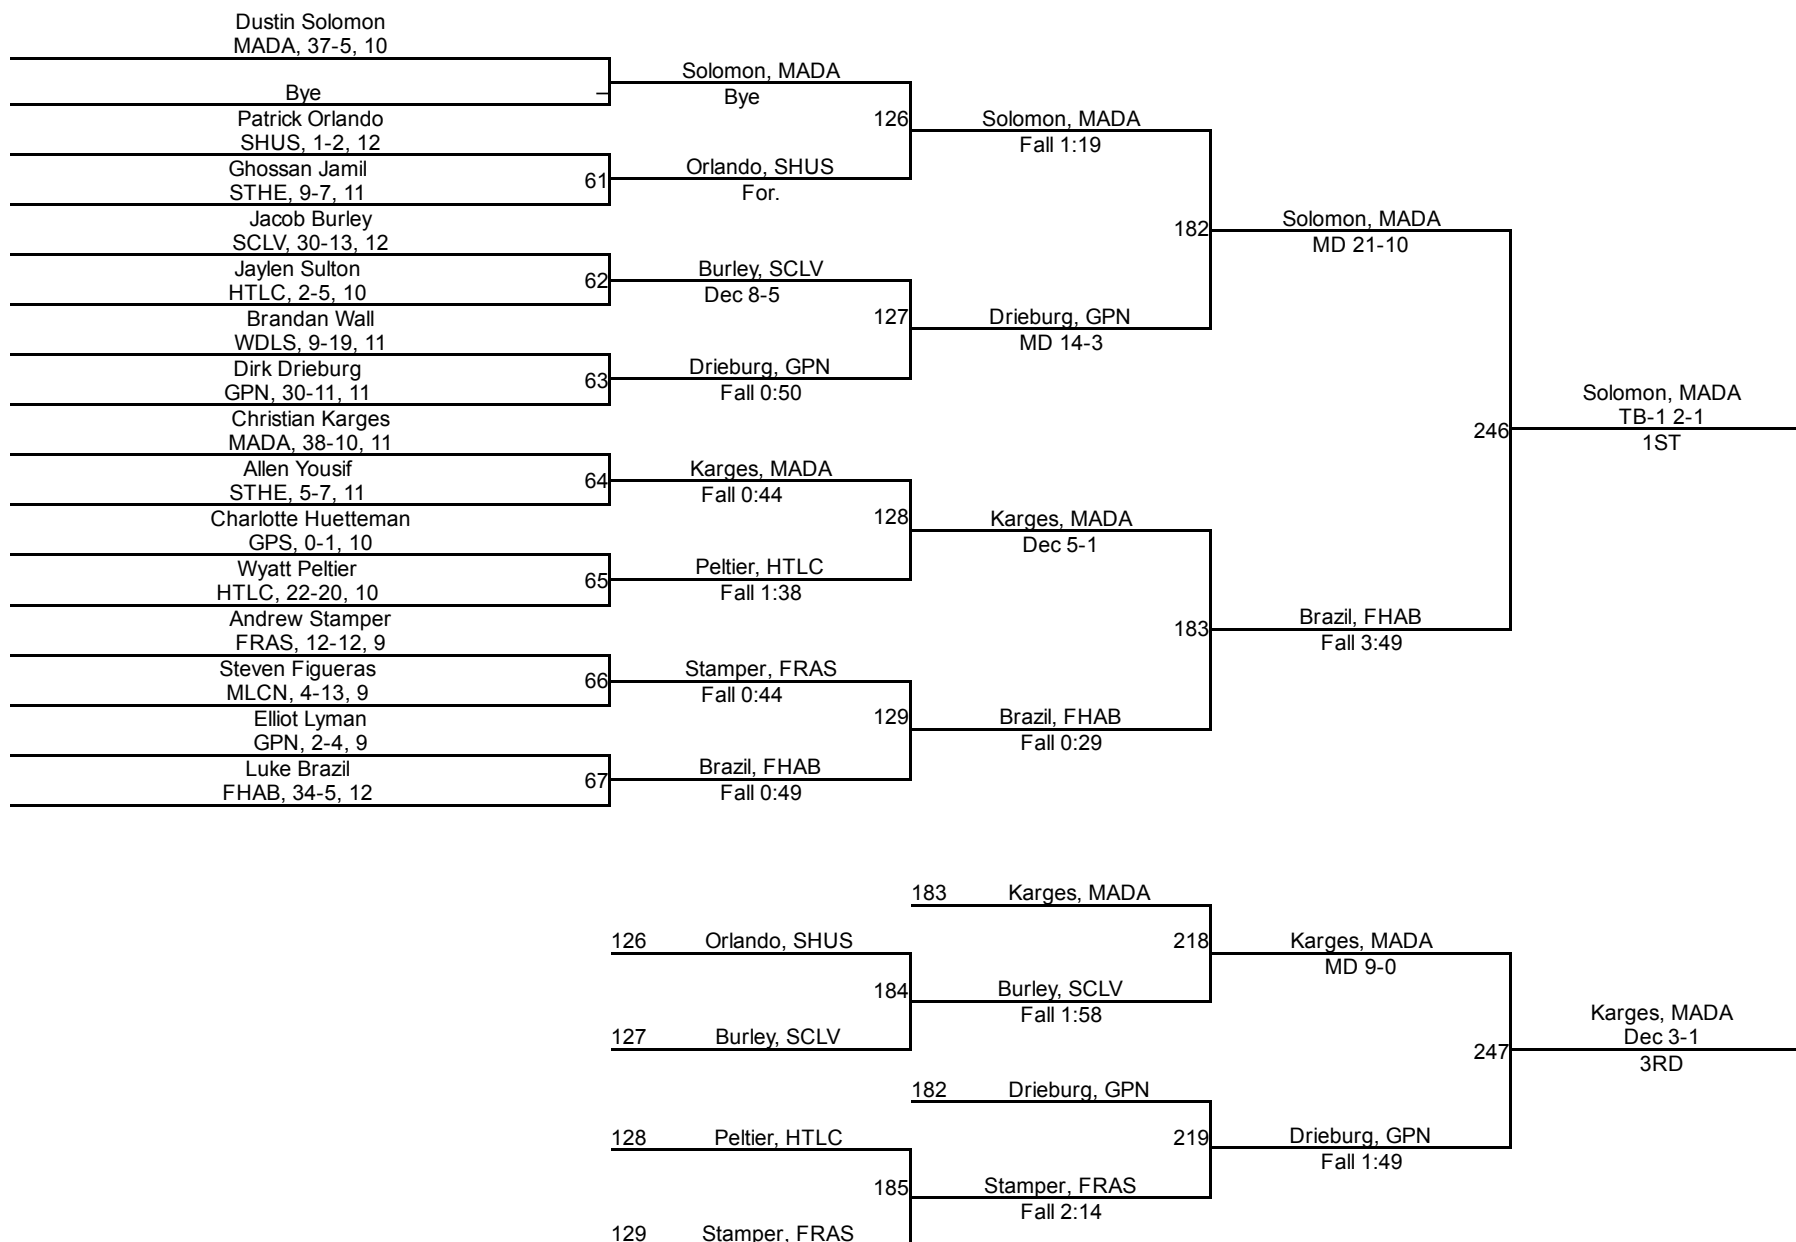 Dustin Solomon
MADA, 37-5, 10
Bye
Patrick Orlando
SHUS, 1-2, 12
Ghossan Jamil
STHE, 9-7, 11
Jacob Burley
SCLV, 30-13, 12
Jaylen Sulton
HTLC, 2-5, 10
Brandan Wall
WDLS, 9-19, 11
Dirk Drieburg
GPN, 30-11, 11
Christian Karges
MADA, 38-10, 11
Allen Yousif
STHE, 5-7, 11
Charlotte Huetteman
GPS, 0-1, 10
Wyatt Peltier
HTLC, 22-20, 10
Andrew Stamper
FRAS, 12-12, 9
Steven Figueras
MLCN, 4-13, 9
Elliot Lyman
GPN, 2-4, 9
Luke Brazil
FHAB, 34-5, 12
Solomon, MADA
Bye
61
Orlando, SHUS
For.
62
Burley, SCLV
Dec 8-5
63
Drieburg, GPN
Fall 0:50
64
Karges, MADA
Fall 0:44
65
Peltier, HTLC
Fall 1:38
66
Stamper, FRAS
Fall 0:44
67
Brazil, FHAB
Fall 0:49
126
Solomon, MADA
Fall 1:19
127
Drieburg, GPN
MD 14-3
128
Karges, MADA
Dec 5-1
129
Brazil, FHAB
Fall 0:29
182
Solomon, MADA
MD 21-10
183
Brazil, FHAB
Fall 3:49
246
Solomon, MADA
TB-1 2-1
1ST
126 Orlando, SHUS
127 Burley, SCLV
128 Peltier, HTLC
129 Stamper, FRAS
183 Karges, MADA
184
Burley, SCLV
Fall 1:58
182 Drieburg, GPN
185
Stamper, FRAS
Fall 2:14
218
Karges, MADA
MD 9-0
219
Drieburg, GPN
Fall 1:49
247
Karges, MADA
Dec 3-1
3RD